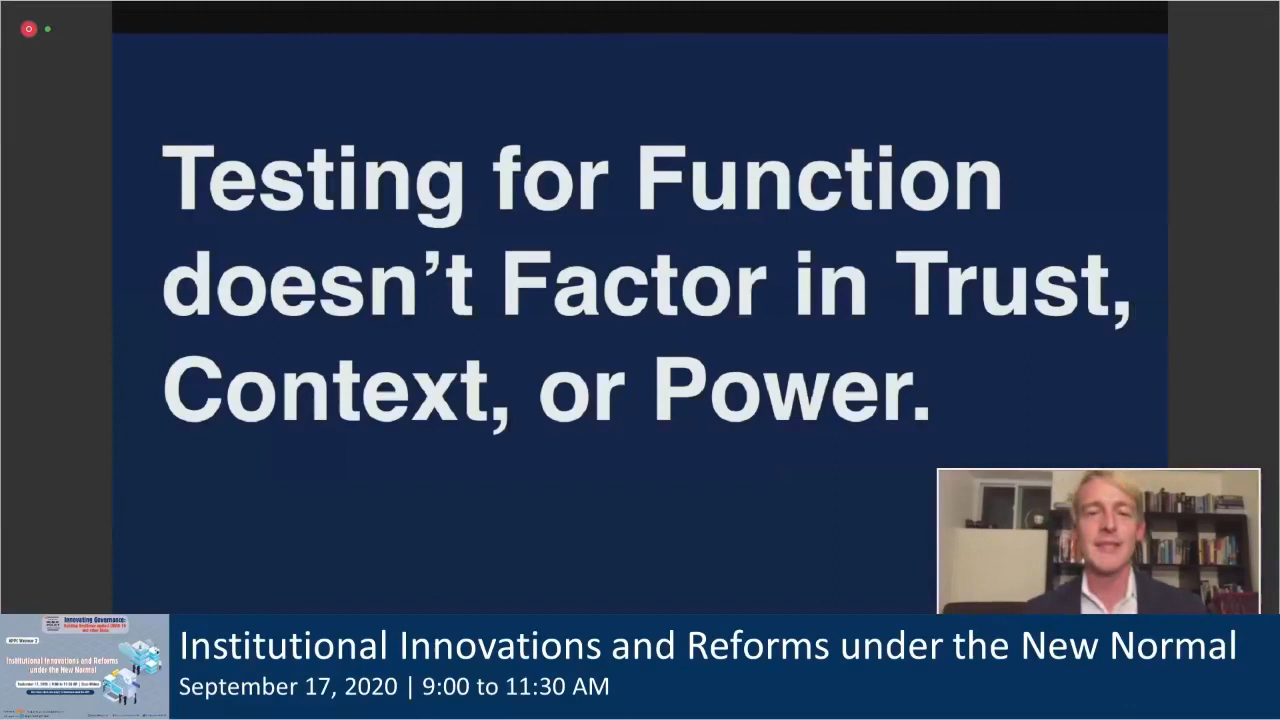 Testing for Function
doesn’t Factor in Trust,
Context, or Power.
Innovating Governance:
Institutional Innovations and Reforms
under the New Normal
Institutional Innovations and Reforms under the New Normal
September 17, 2020 | 9:00 to 11:30 AM